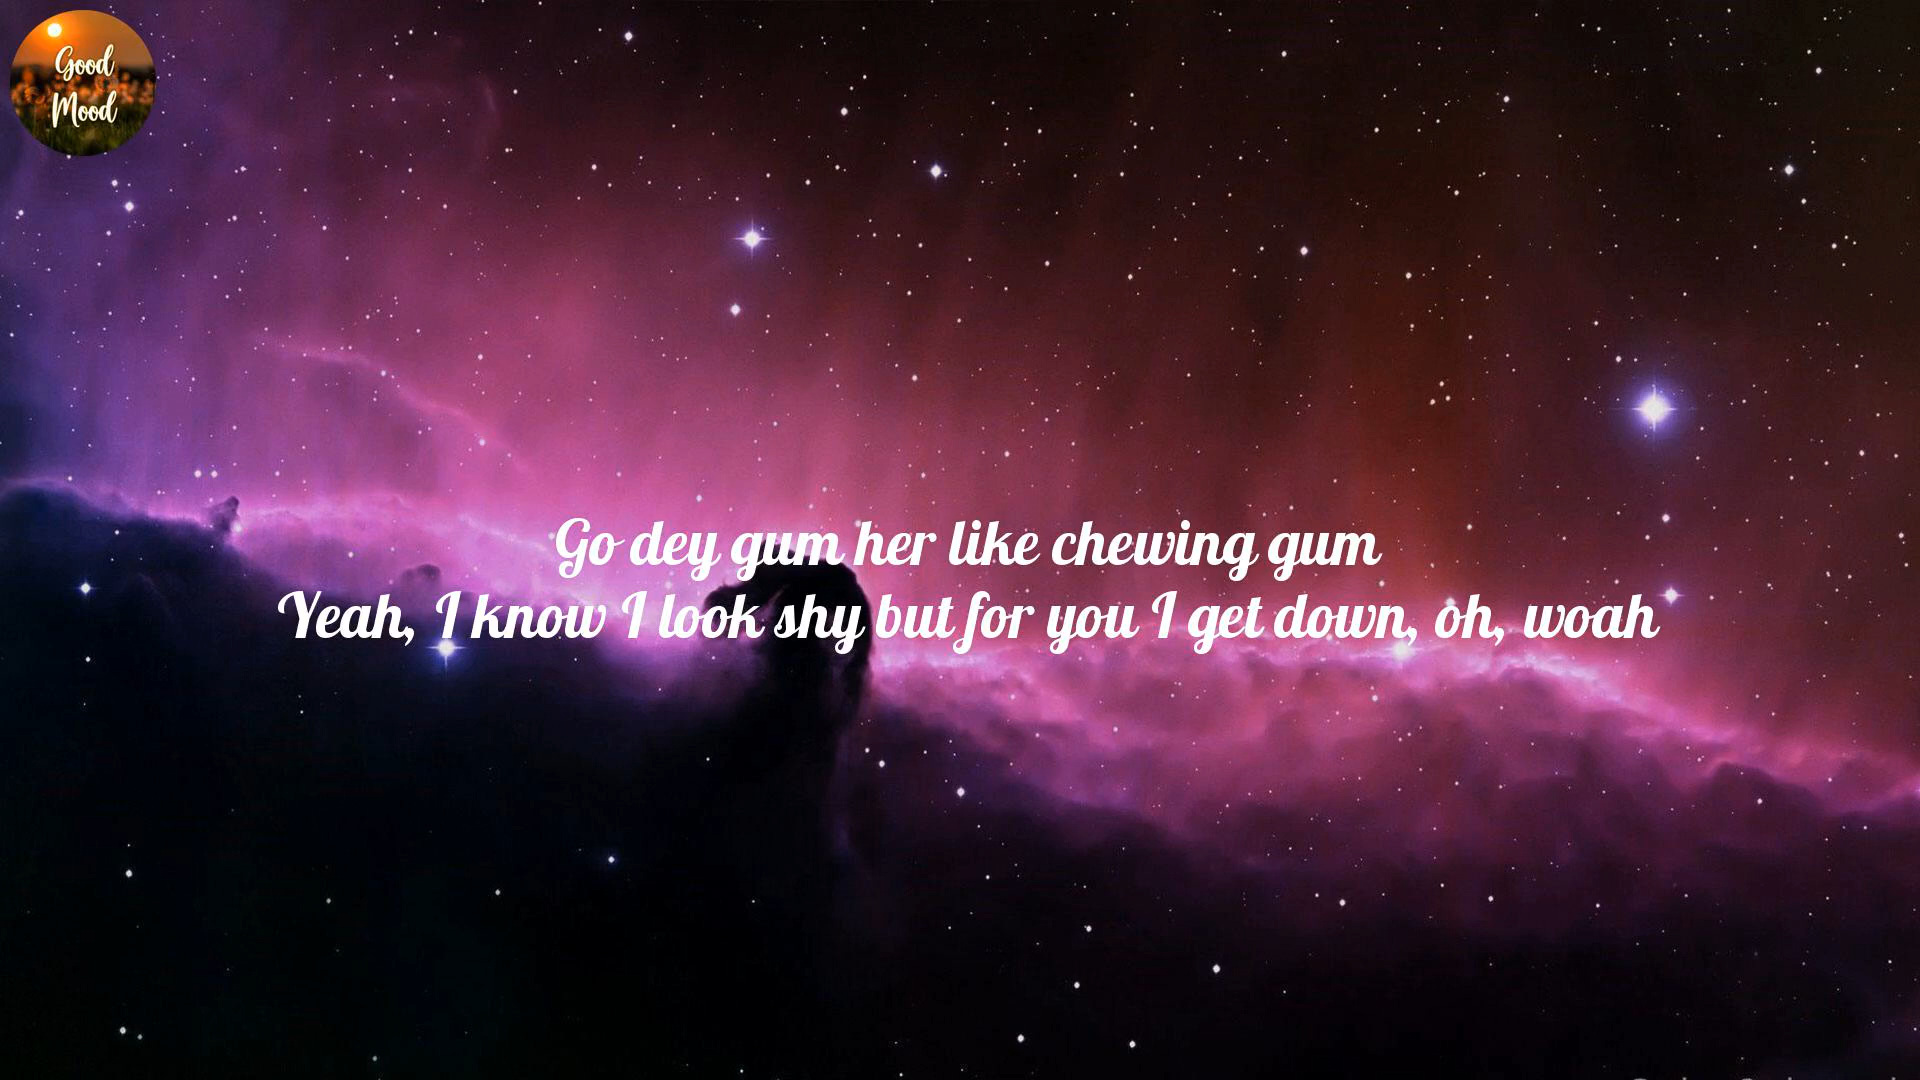 Good
Mood
Go dey gum her like chewing gum
Yeah, I know I look shy but for you I get down, oh, woah